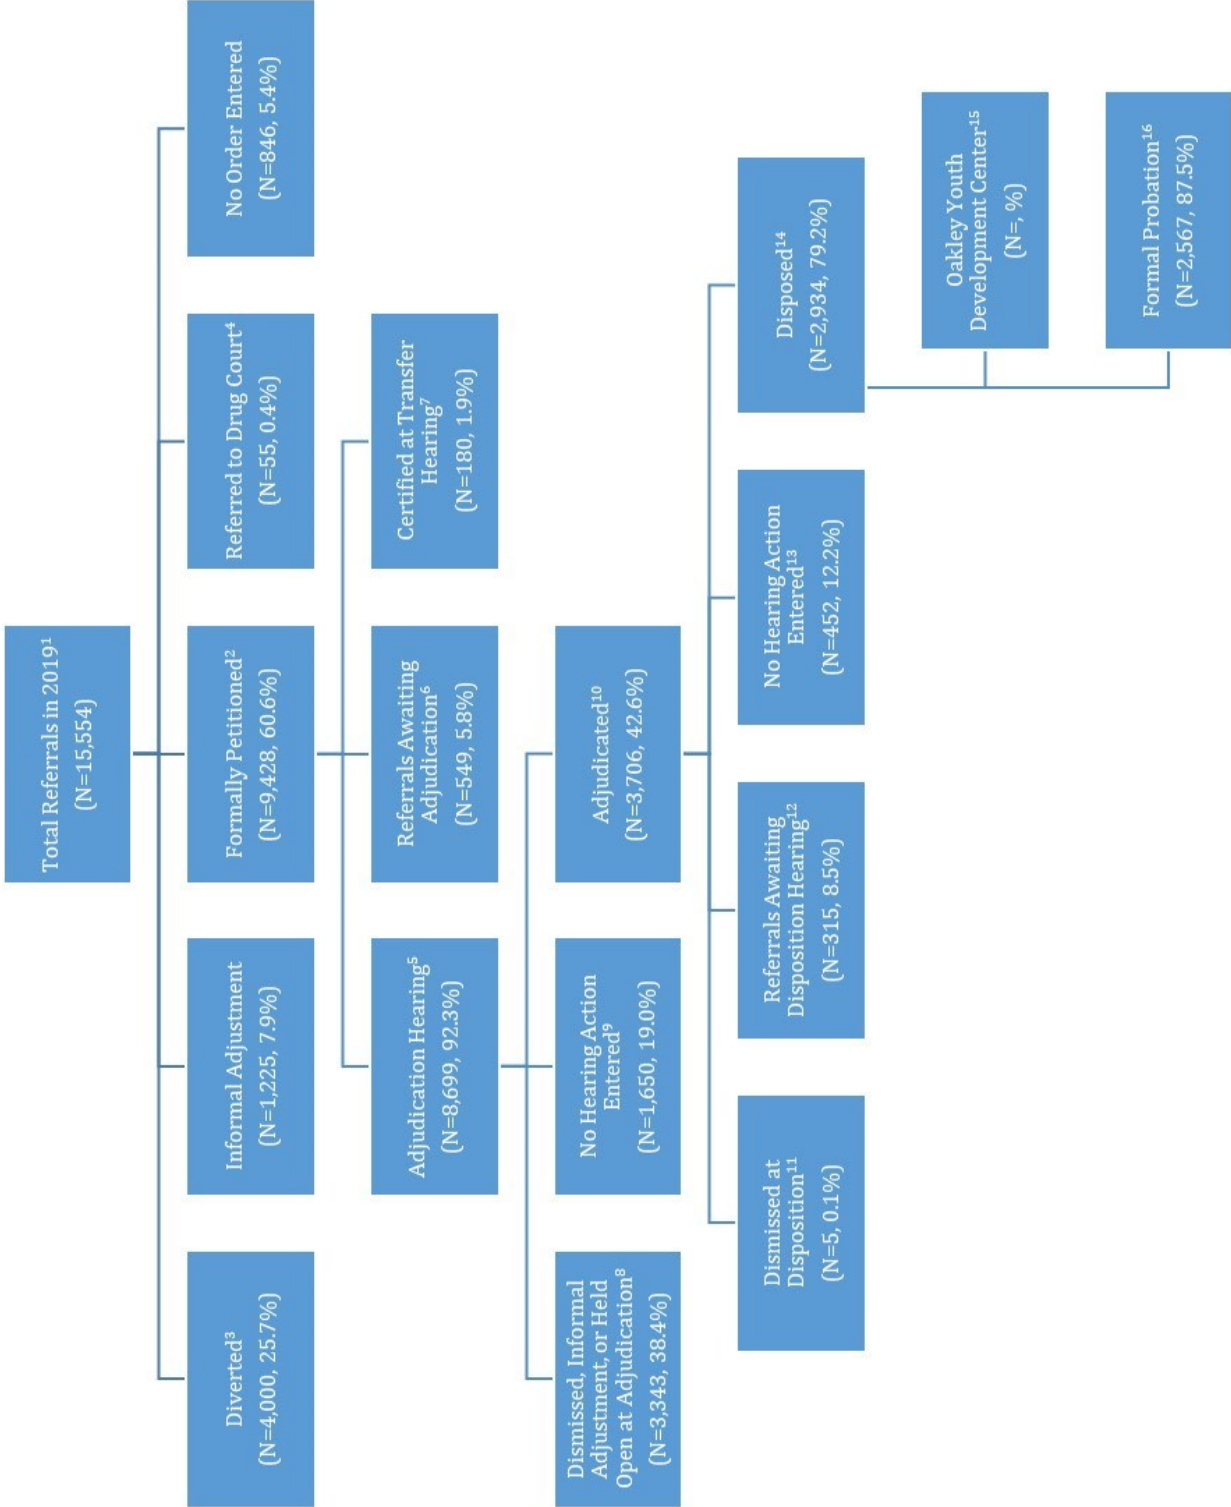 Total Referrals in 2019¹
(N=15,554)
Diverted³
(N=4,000, 25.7%)
Informal Adjustment
(N=1,225, 7.9%)
Formally Petitioned²
(N=9,428, 60.6%)
Referred to Drug Court⁴
(N=55, 0.4%)
No Order Entered
(N=846, 5.4%)
Adjudication Hearing⁵
(N=8,699, 92.3%)
Referrals Awaiting
Adjudication⁶
(N=549, 5.8%)
Certified at Transfer
Hearing⁷
(N=180, 1.9%)
Dismissed, Informal
Adjustment, or Held
Open at Adjudication⁸
(N=3,343, 38.4%)
No Hearing Action
Entered⁹
(N=1,650, 19.0%)
Adjudicated¹⁰
(N=3,706, 42.6%)
Dismissed at
Disposition¹¹
(N=5, 0.1%)
Referrals Awaiting
Disposition Hearing¹²
(N=315, 8.5%)
No Hearing Action
Entered¹³
(N=452, 12.2%)
Disposed¹⁴
(N=2,934, 79.2%)
Oakley Youth
Development Center¹⁵
(N=, %)
Formal Probation¹⁶
(N=2,567, 87.5%)